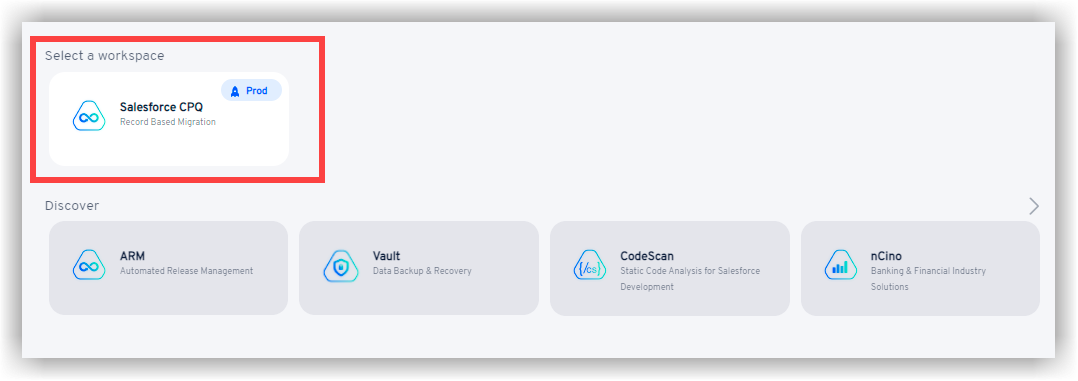 Select a workspace
Prod
Salesforce CPQ
Record Based Migration
Discover
ARM
Automated Release Management
Vault
Data Backup & Recovery
{/cs}
CodeScan
Static Code Analysis for Salesforce
Development
nCino
Banking & Financial Industry
Solutions